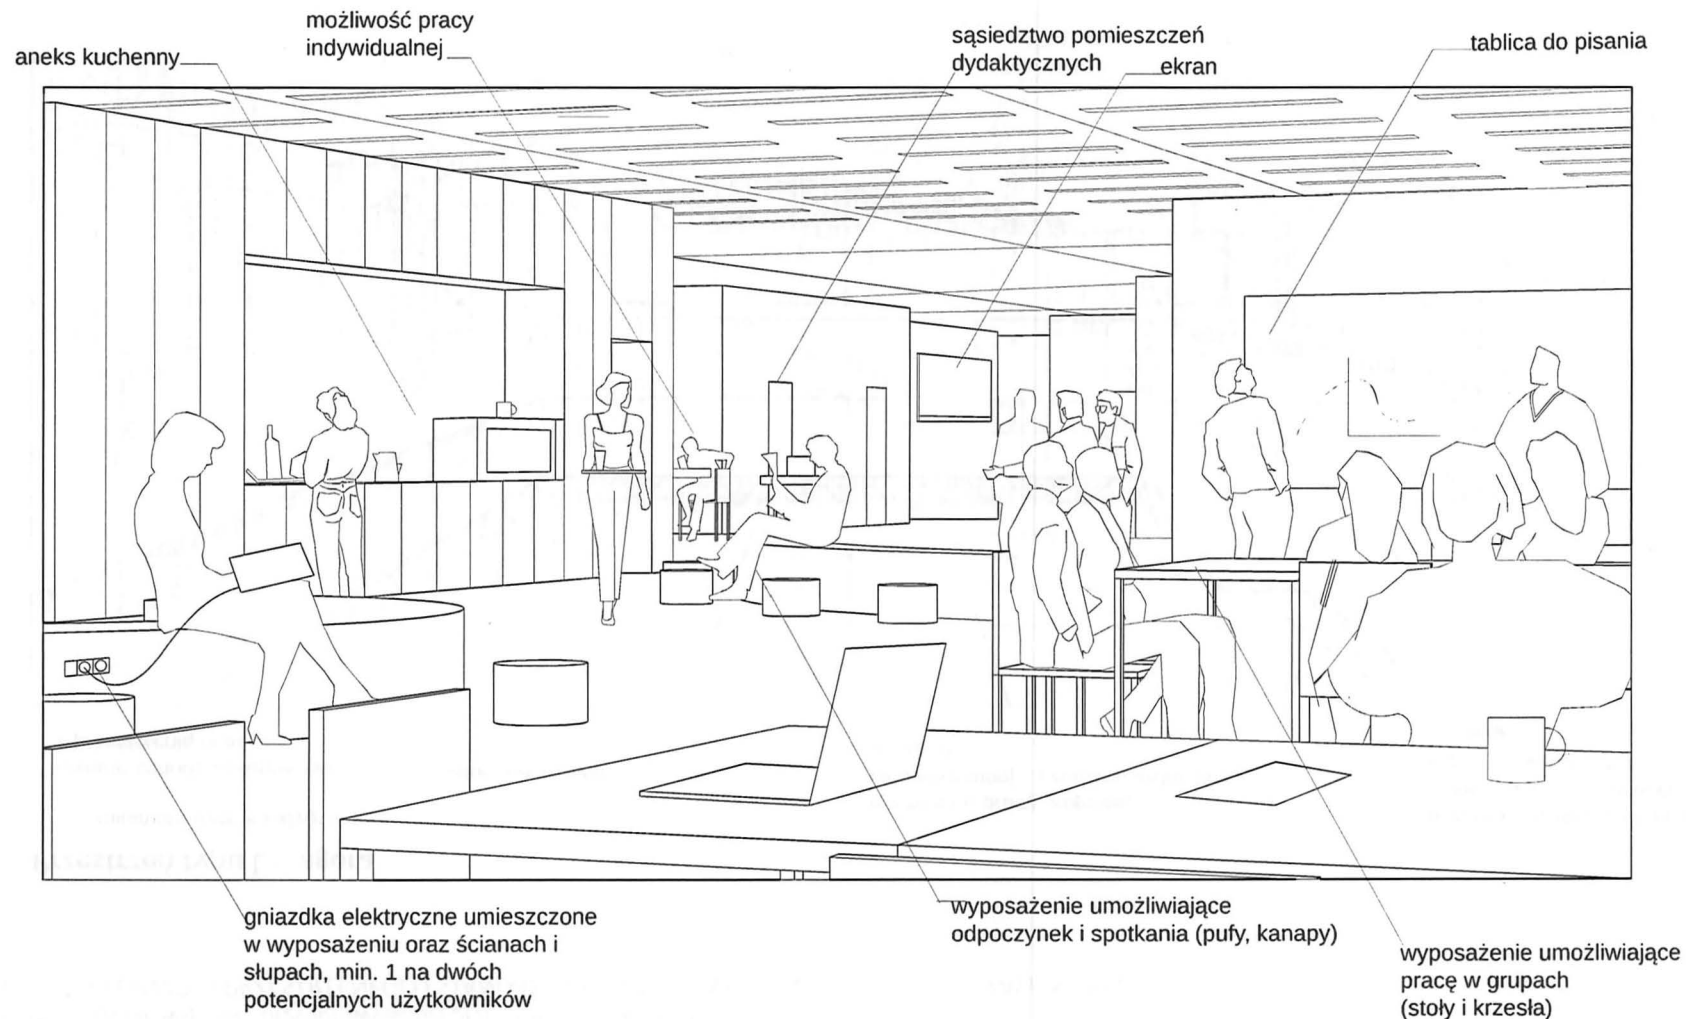 możliwość pracy
indywidualnej
aneks kuchenny
sąsiedztwo pomieszczeń
dydaktycznych
ekran
tablica do pisania
gniazdka elektryczne umieszczone
w wyposażeniu oraz ścianach i
słupach, min. 1 na dwóch
potencjalnych użytkowników
wyposażenie umożliwiające
odpoczynek i spotkania (pufy, kanapy)
wyposażenie umożliwiające
pracę w grupach
(stoły i krzesła)